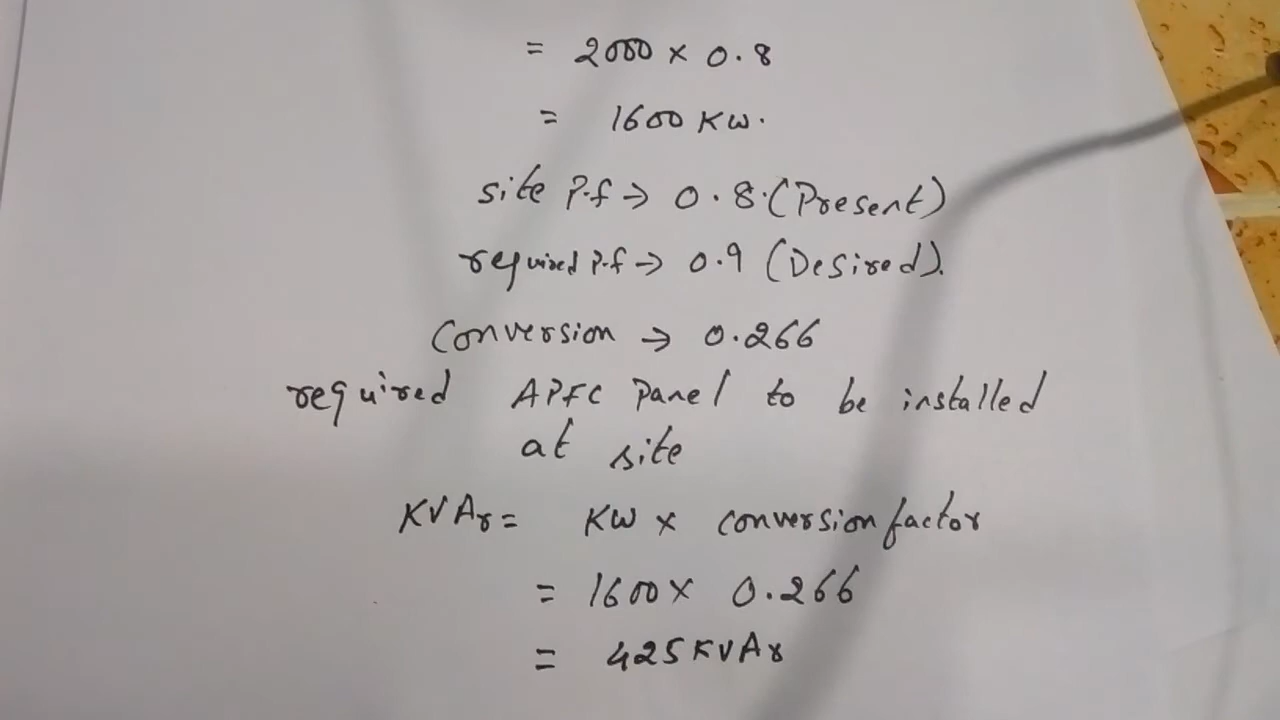 = 2000 × 0.8
= 1600 KW.
site P.f → 0.8.(Present)
required P.f → 0.9 (Desired).
Conversion → 0.266
required APFC Panel to be installed
at site
KVAr = KW × conversion factor
= 1600 × 0.266
= 425 KVAr